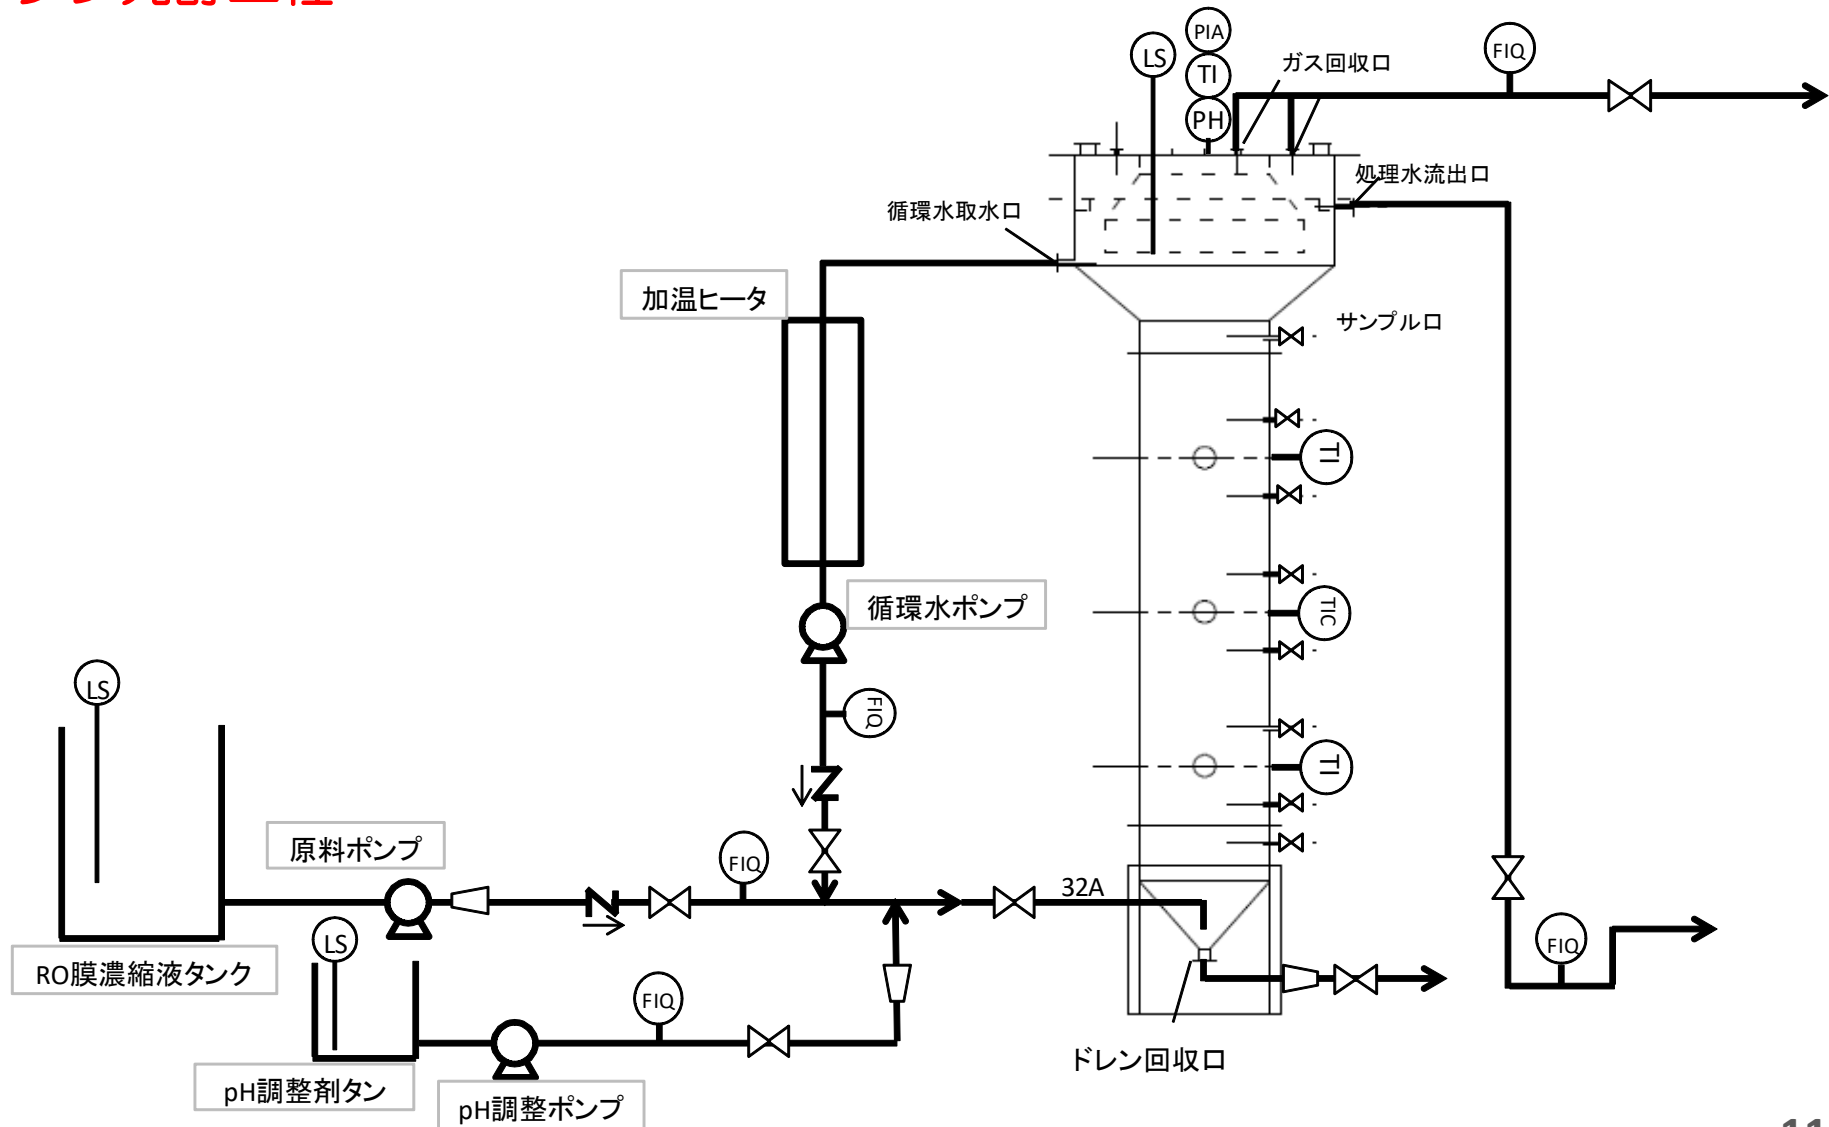 PIA
LS
TI
PH
ガス回収口
FIQ
処理水流出口
循環水取水口
加温ヒータ
サンプル口
TI
循環水ポンプ
TIC
LS
FIQ
TI
原料ポンプ
FIQ
32A
LS
FIQ
RO膜濃縮液タンク
FIQ
ドレン回収口
pH調整剤タン
pH調整ポンプ